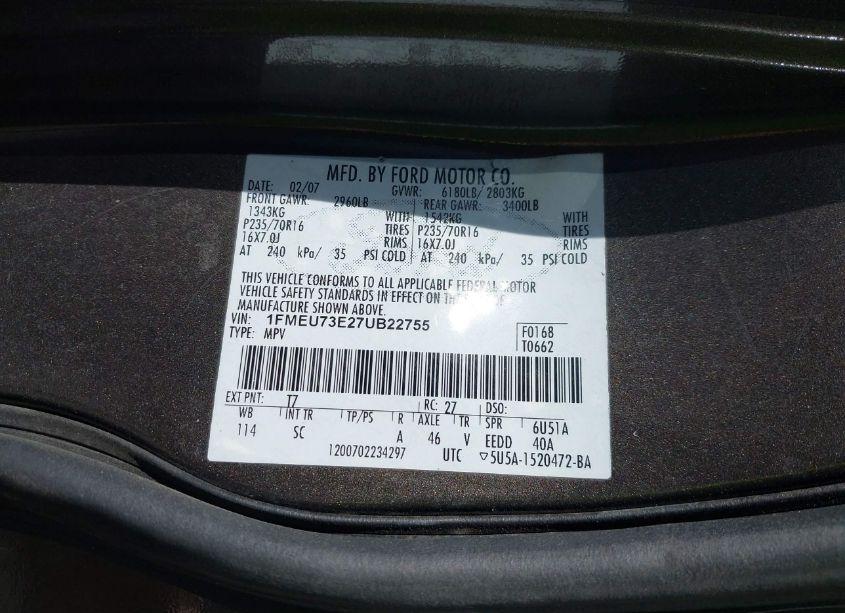 MFD. BY FORD MOTOR CO.
DATE: 02/07 GVWR: 6180LB/ 2803KG
FRONT GAWR: 2960LB REAR GAWR: 3400LB
1343KG WITH 1542KG WITH
P235/70R16 TIRES P235/70R16 TIRES
16X7.0J RIMS 16X7.0J RIMS
AT 240 kPa/ 35 PSI COLD AT 240 kPa/ 35 PSI COLD
THIS VEHICLE CONFORMS TO ALL APPLICABLE FEDERAL MOTOR
VEHICLE SAFETY STANDARDS IN EFFECT ON THE DATE OF
MANUFACTURE SHOWN ABOVE.
VIN: 1FMEU73E27UB22755 F0168
TYPE: MPV T0662
EXT PNT: T7 RC: 27 DSO:
WB INT TR TP/PS R AXLE TR SPR 6U51A
114 SC A 46 V EEDD 40A
1200702234297 UTC ▽5U5A-1520472-BA